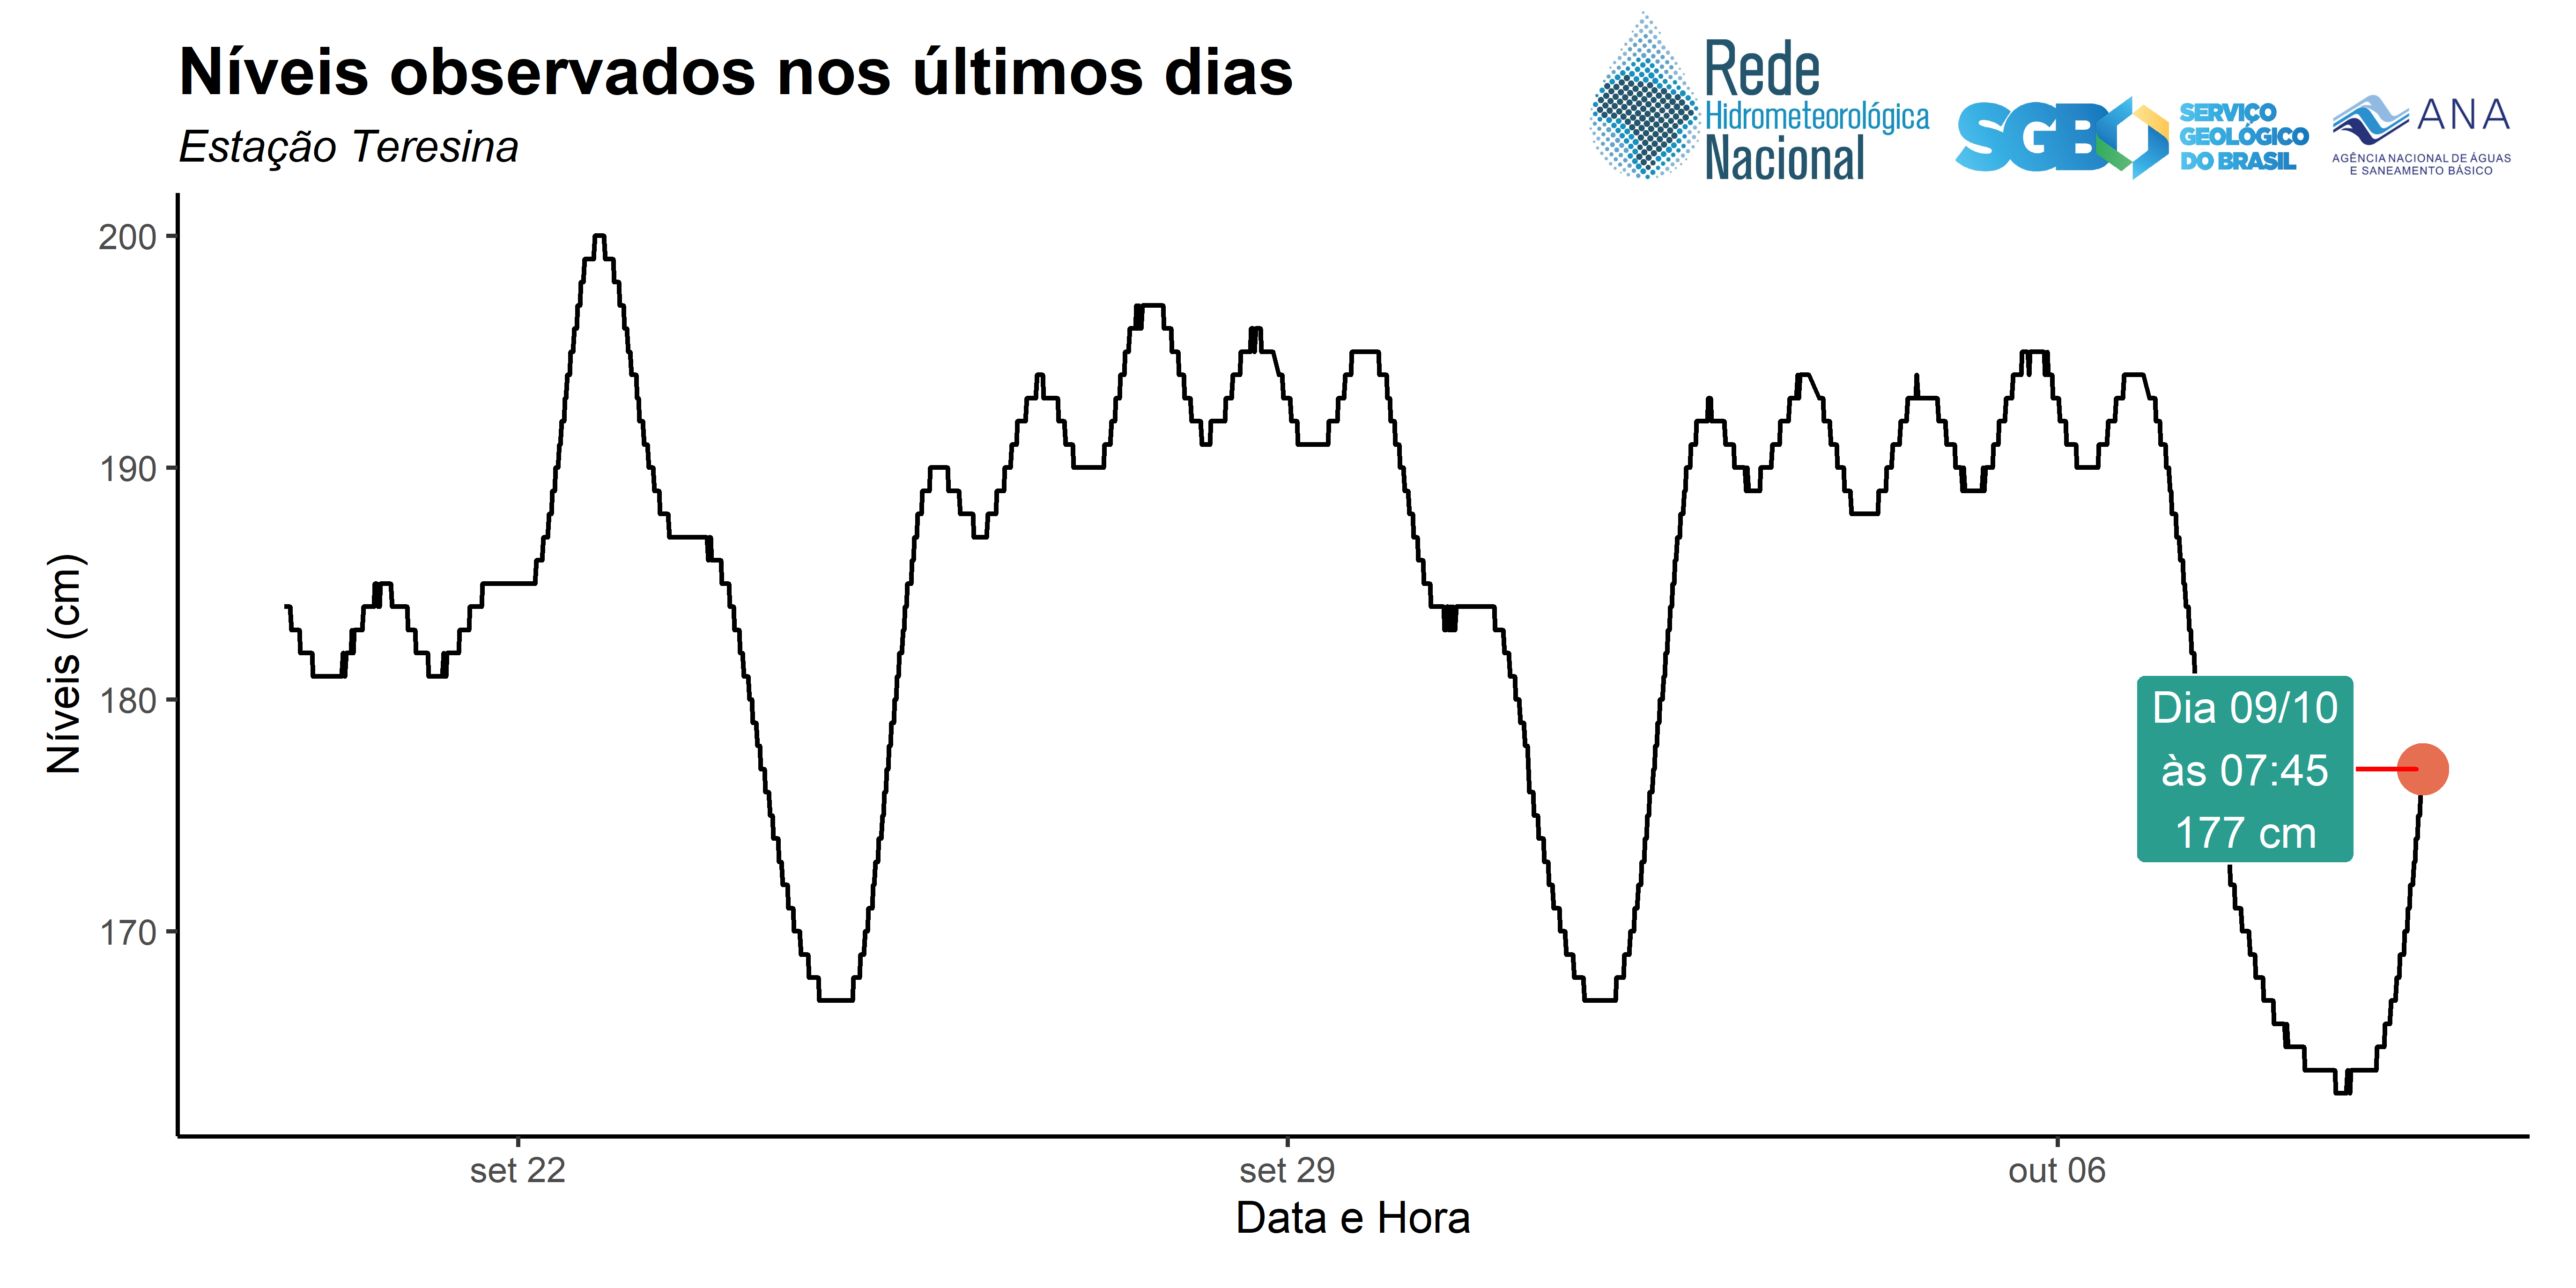 Níveis observados nos últimos dias
Estação Teresina
Rede
Hidrometeorológica
Nacional
SGB
SERVIÇO
GEOLÓGICO
DO BRASIL
ANA
AGÊNCIA NACIONAL DE ÁGUAS
E SANEAMENTO BÁSICO
Níveis (cm)
200
190
180
170
Dia 09/10
às 07:45
177 cm
set 22
set 29
out 06
Data e Hora